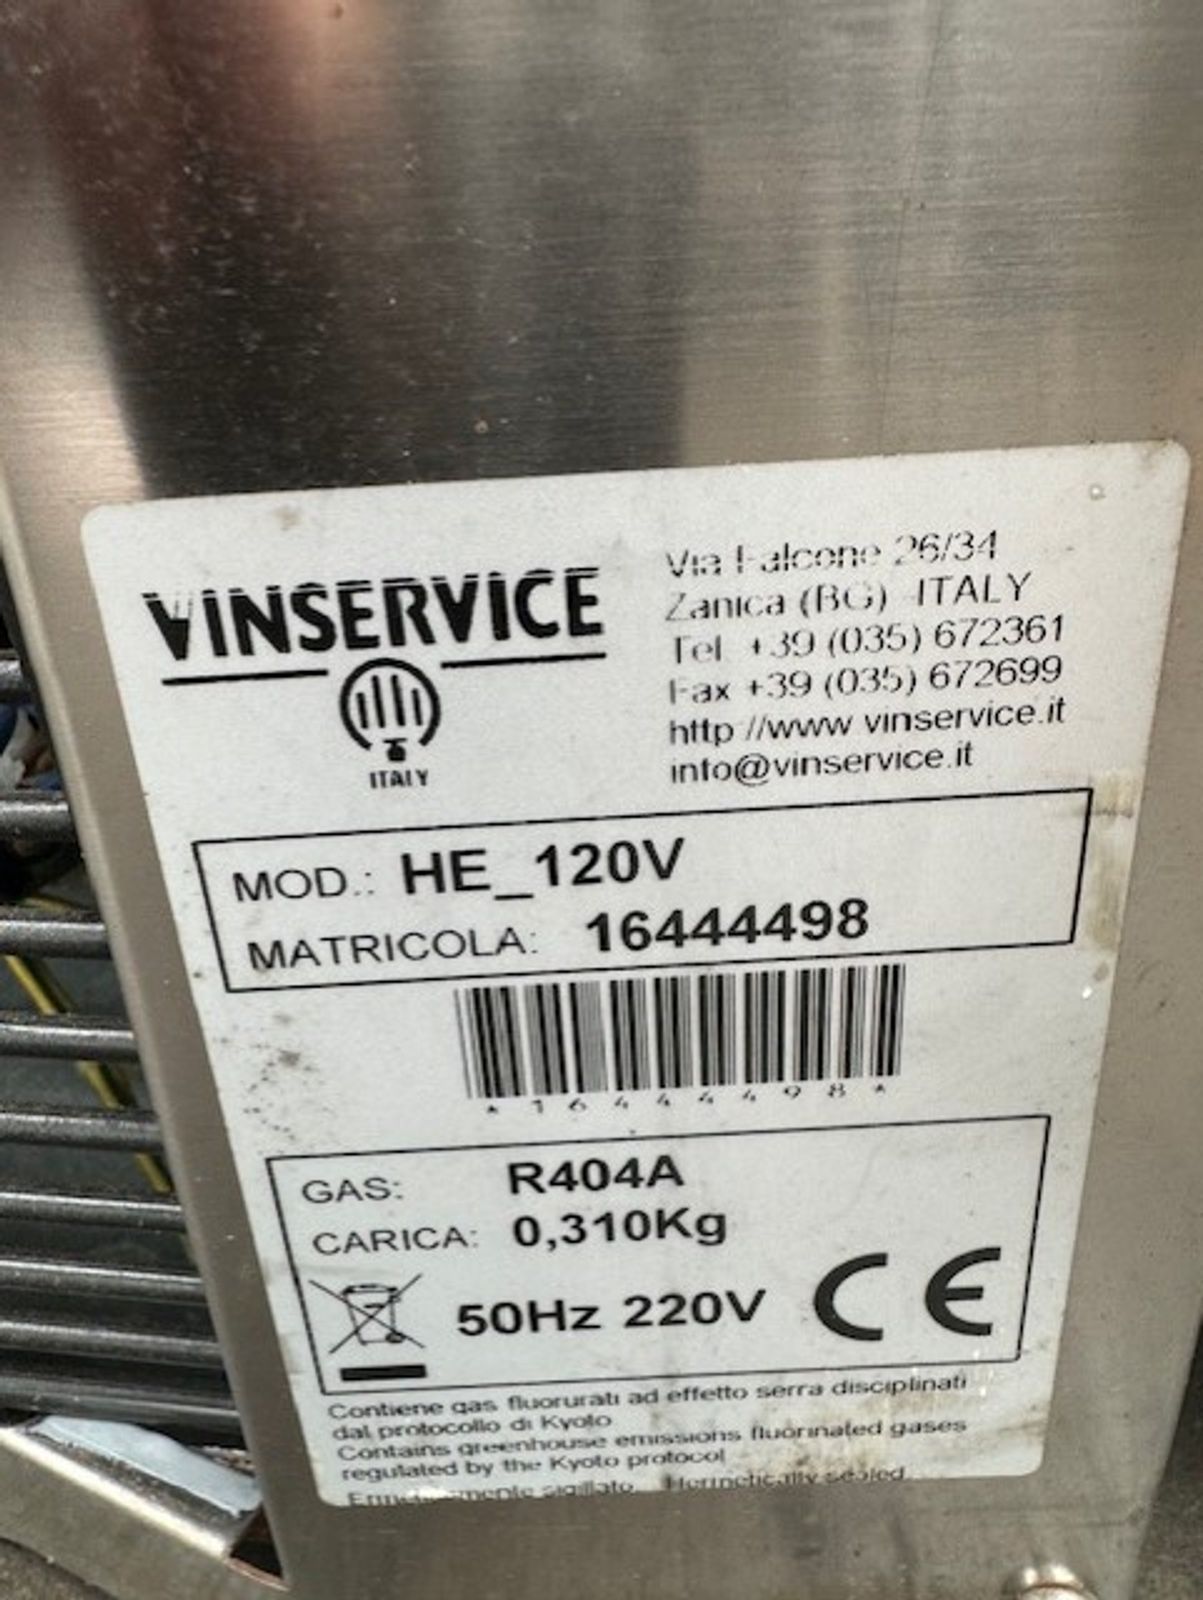 VINSERVICE
ITALY
Via Falcone 26/34
Zanica (BG) -ITALY
Tel. +39 (035) 672361
Fax +39 (035) 672699
http://www.vinservice.it
info@vinservice.it
MOD.: HE_120V
MATRICOLA: 16444498
*16444498*
GAS: R404A
CARICA: 0,310Kg
50Hz 220V CE
Contiene gas fluorurati ad effetto serra disciplinati
dal protocollo di Kyoto
Contains greenhouse emissions fluorinated gases
regulated by the Kyoto protocol
Ermeticamente sigillato. Hermetically sealed